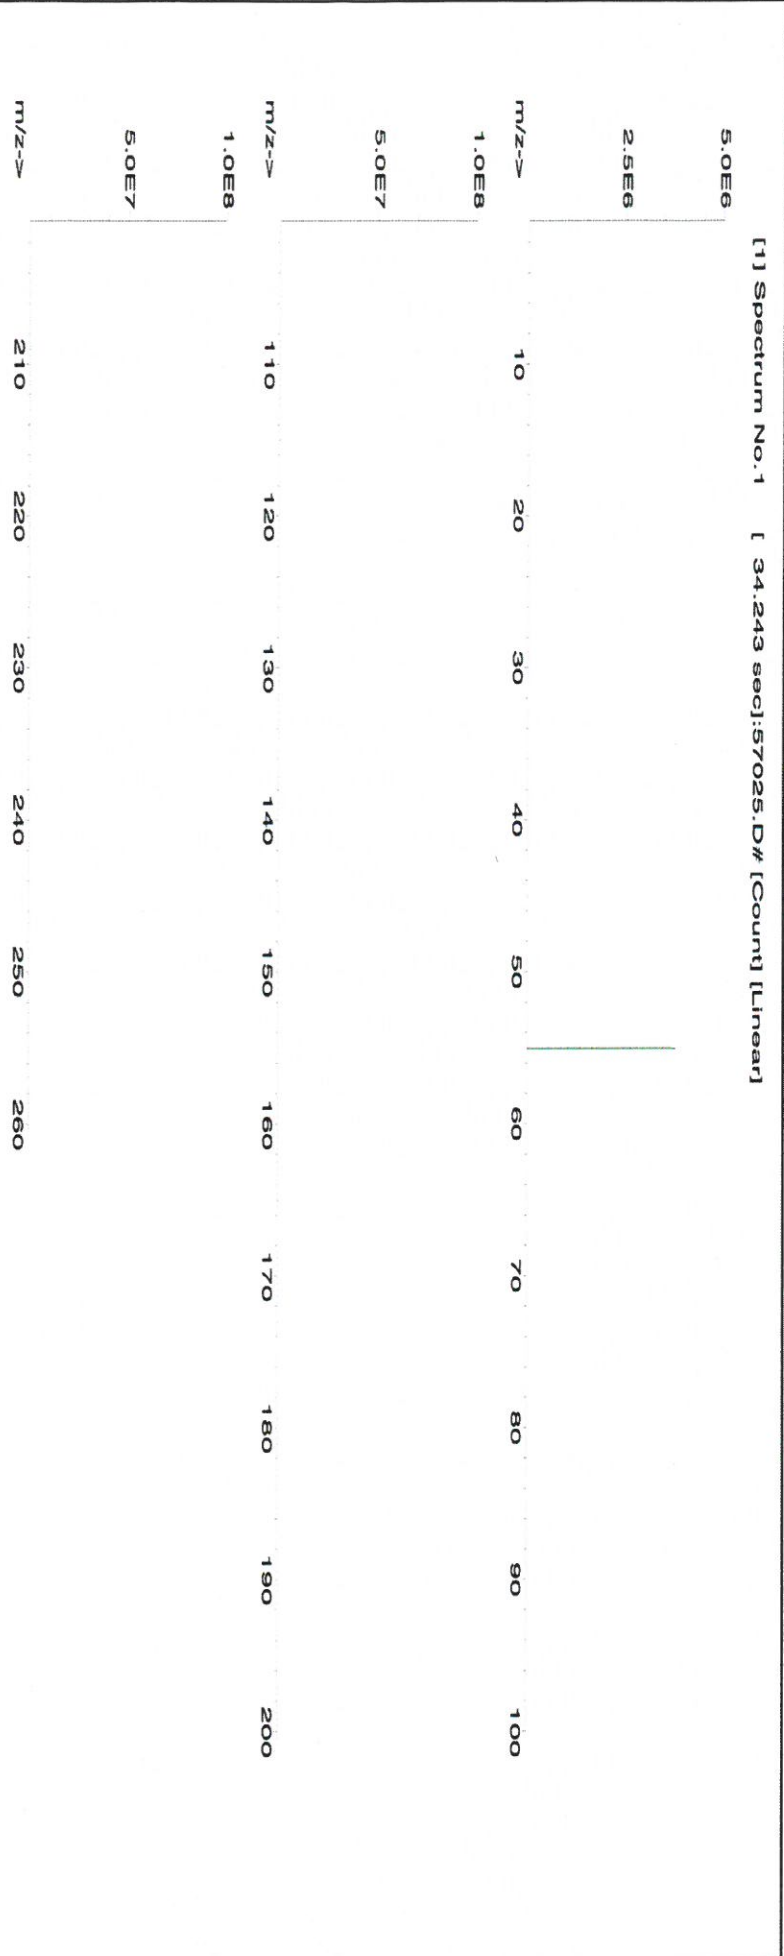 [1] Spectrum No.1 [ 34.243 sec]:57025.D# [Count] [Linear]
5.0E6
2.5E6
m/z-> 10 20 30 40 50 60 70 80 90 100
1.0E8
5.0E7
m/z-> 110 120 130 140 150 160 170 180 190 200
1.0E8
5.0E7
m/z-> 210 220 230 240 250 260